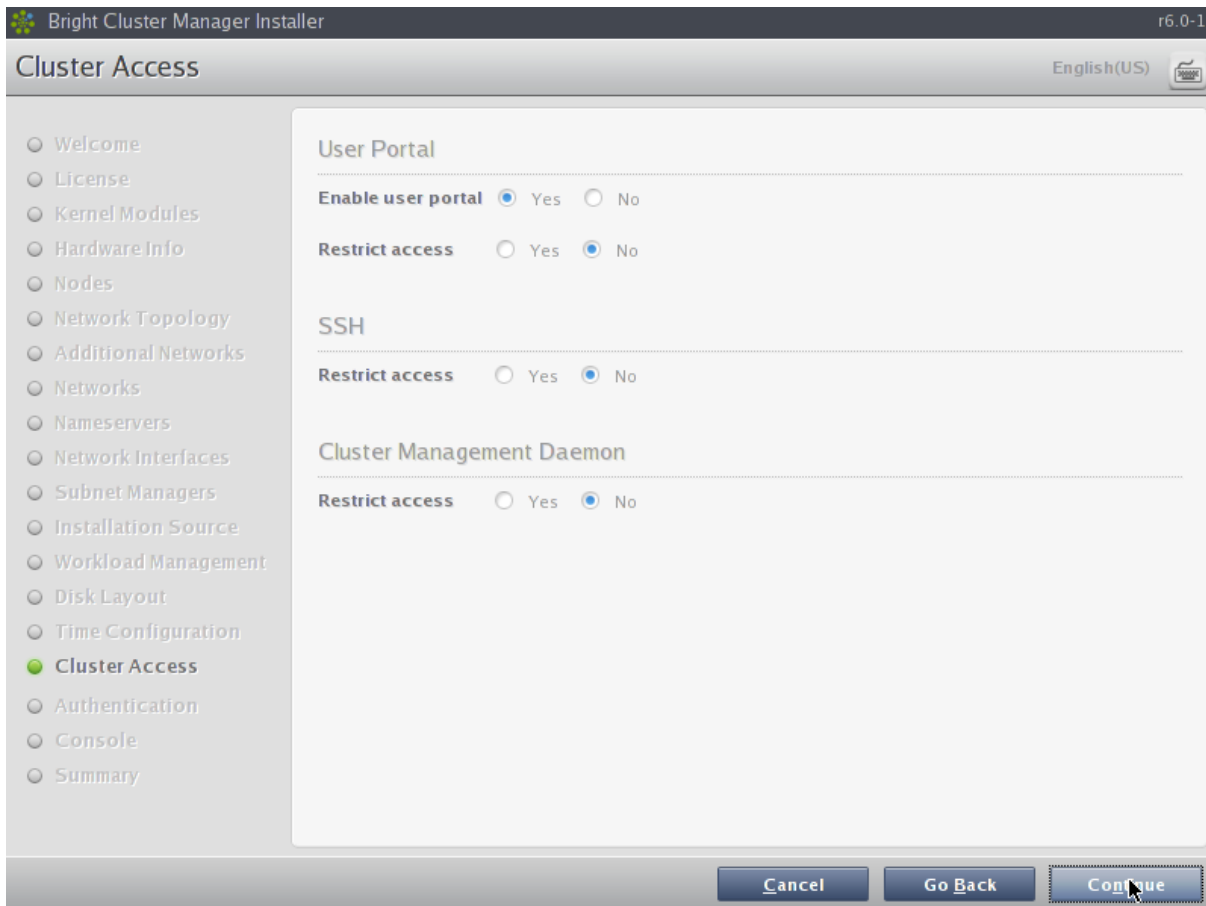 Bright Cluster Manager Installer
r6.0-1
Cluster Access
English(US)
Welcome
License
Kernel Modules
Hardware Info
Nodes
Network Topology
Additional Networks
Networks
Nameservers
Network Interfaces
Subnet Managers
Installation Source
Workload Management
Disk Layout
Time Configuration
Cluster Access
Authentication
Console
Summary
User Portal
Enable user portal Yes No
Restrict access Yes No
SSH
Restrict access Yes No
Cluster Management Daemon
Restrict access Yes No
Cancel
Go Back
Continue